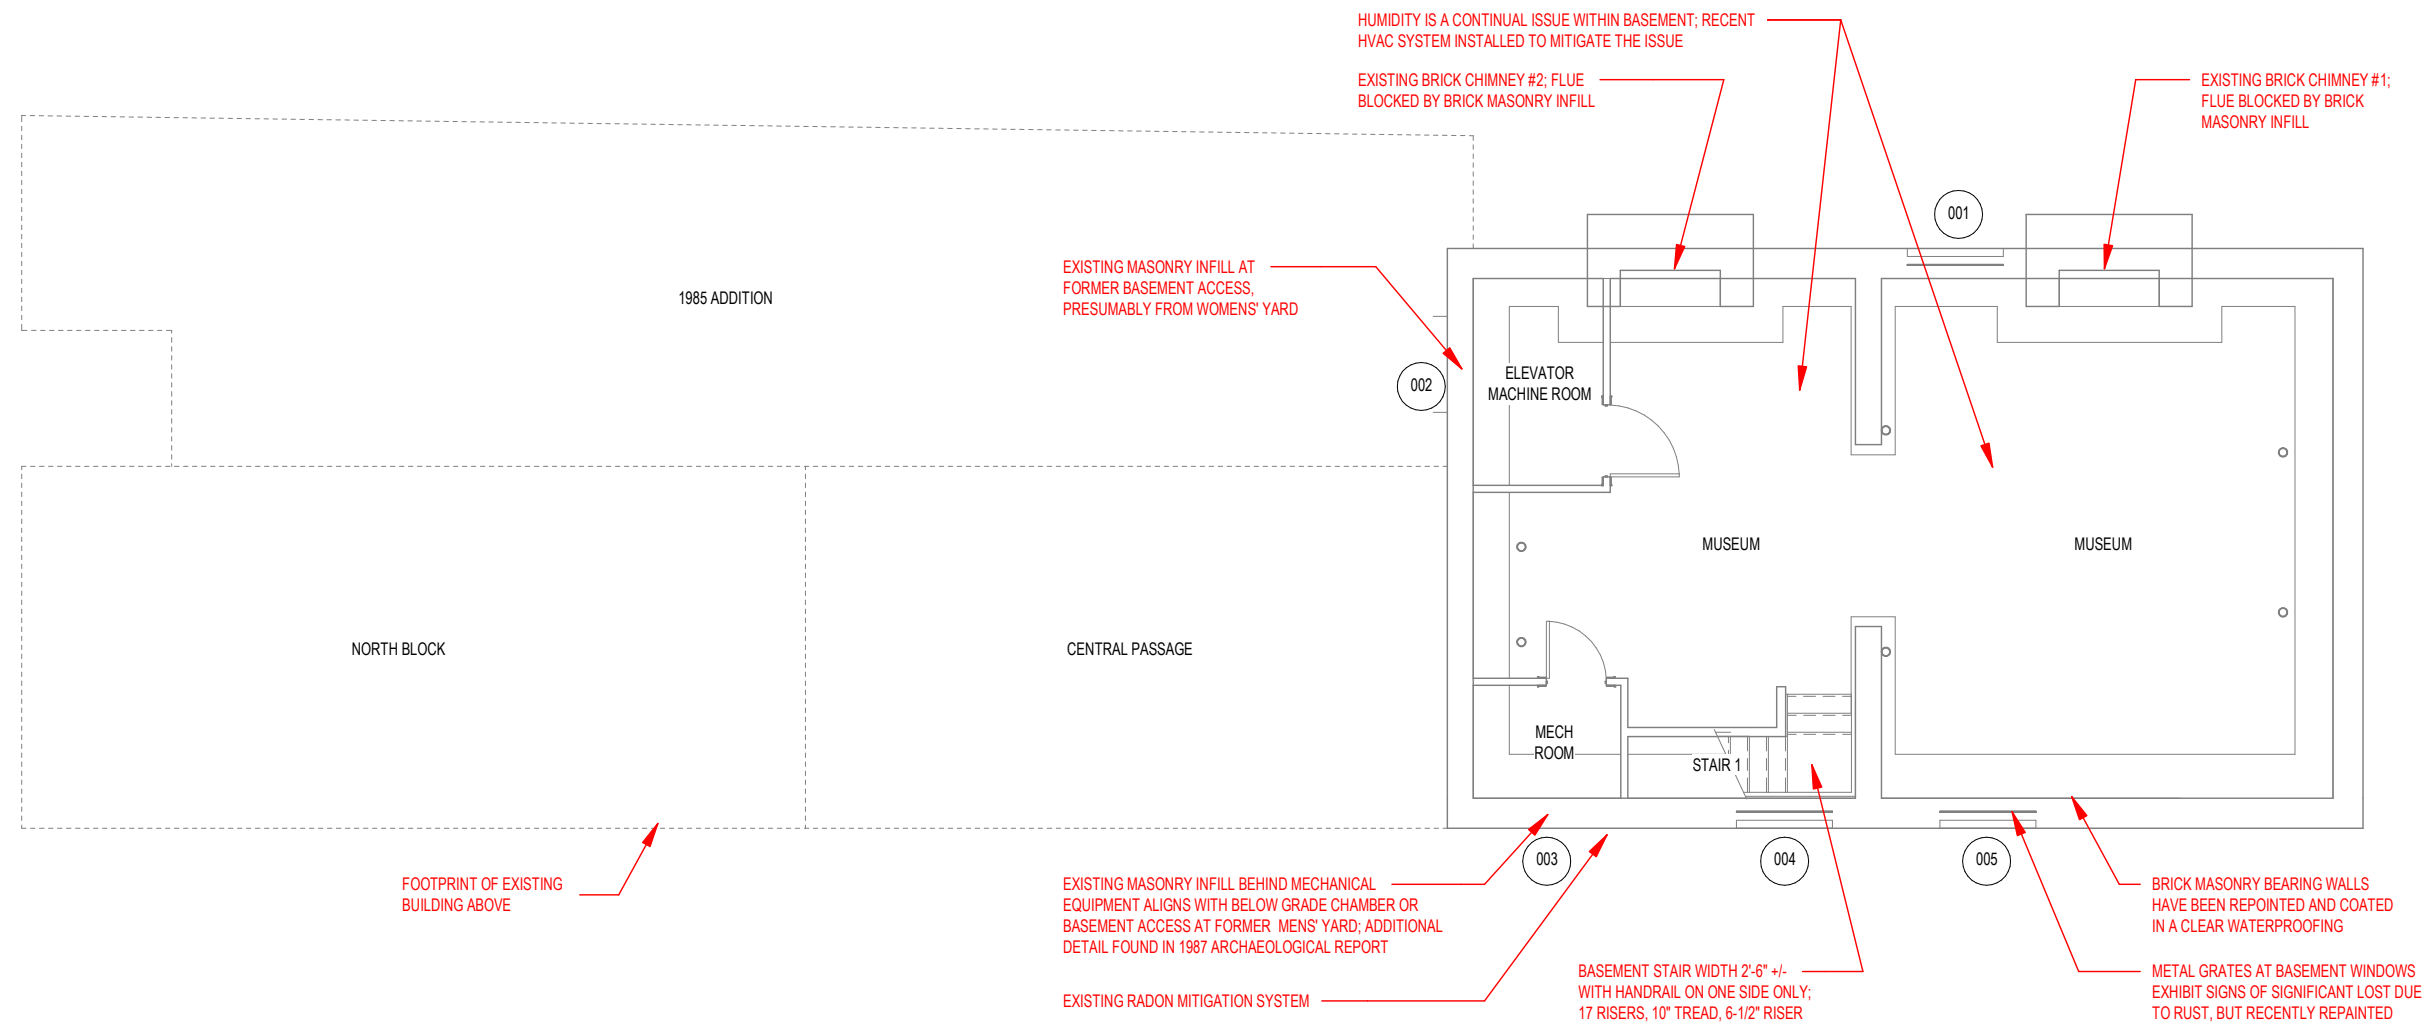 HUMIDITY IS A CONTINUAL ISSUE WITHIN BASEMENT; RECENT
HVAC SYSTEM INSTALLED TO MITIGATE THE ISSUE
EXISTING BRICK CHIMNEY #2; FLUE
BLOCKED BY BRICK MASONRY INFILL
EXISTING BRICK CHIMNEY #1;
FLUE BLOCKED BY BRICK
MASONRY INFILL
001
EXISTING MASONRY INFILL AT
FORMER BASEMENT ACCESS,
PRESUMABLY FROM WOMENS' YARD
1985 ADDITION
002
ELEVATOR
MACHINE ROOM
MUSEUM
MUSEUM
NORTH BLOCK
CENTRAL PASSAGE
MECH
ROOM
STAIR 1
003
004
005
FOOTPRINT OF EXISTING
BUILDING ABOVE
EXISTING MASONRY INFILL BEHIND MECHANICAL
EQUIPMENT ALIGNS WITH BELOW GRADE CHAMBER OR
BASEMENT ACCESS AT FORMER MENS' YARD; ADDITIONAL
DETAIL FOUND IN 1987 ARCHAEOLOGICAL REPORT
EXISTING RADON MITIGATION SYSTEM
BASEMENT STAIR WIDTH 2'-6" +/-
WITH HANDRAIL ON ONE SIDE ONLY;
17 RISERS, 10" TREAD, 6-1/2" RISER
BRICK MASONRY BEARING WALLS
HAVE BEEN REPOINTED AND COATED
IN A CLEAR WATERPROOFING
METAL GRATES AT BASEMENT WINDOWS
EXHIBIT SIGNS OF SIGNIFICANT LOST DUE
TO RUST, BUT RECENTLY REPAINTED